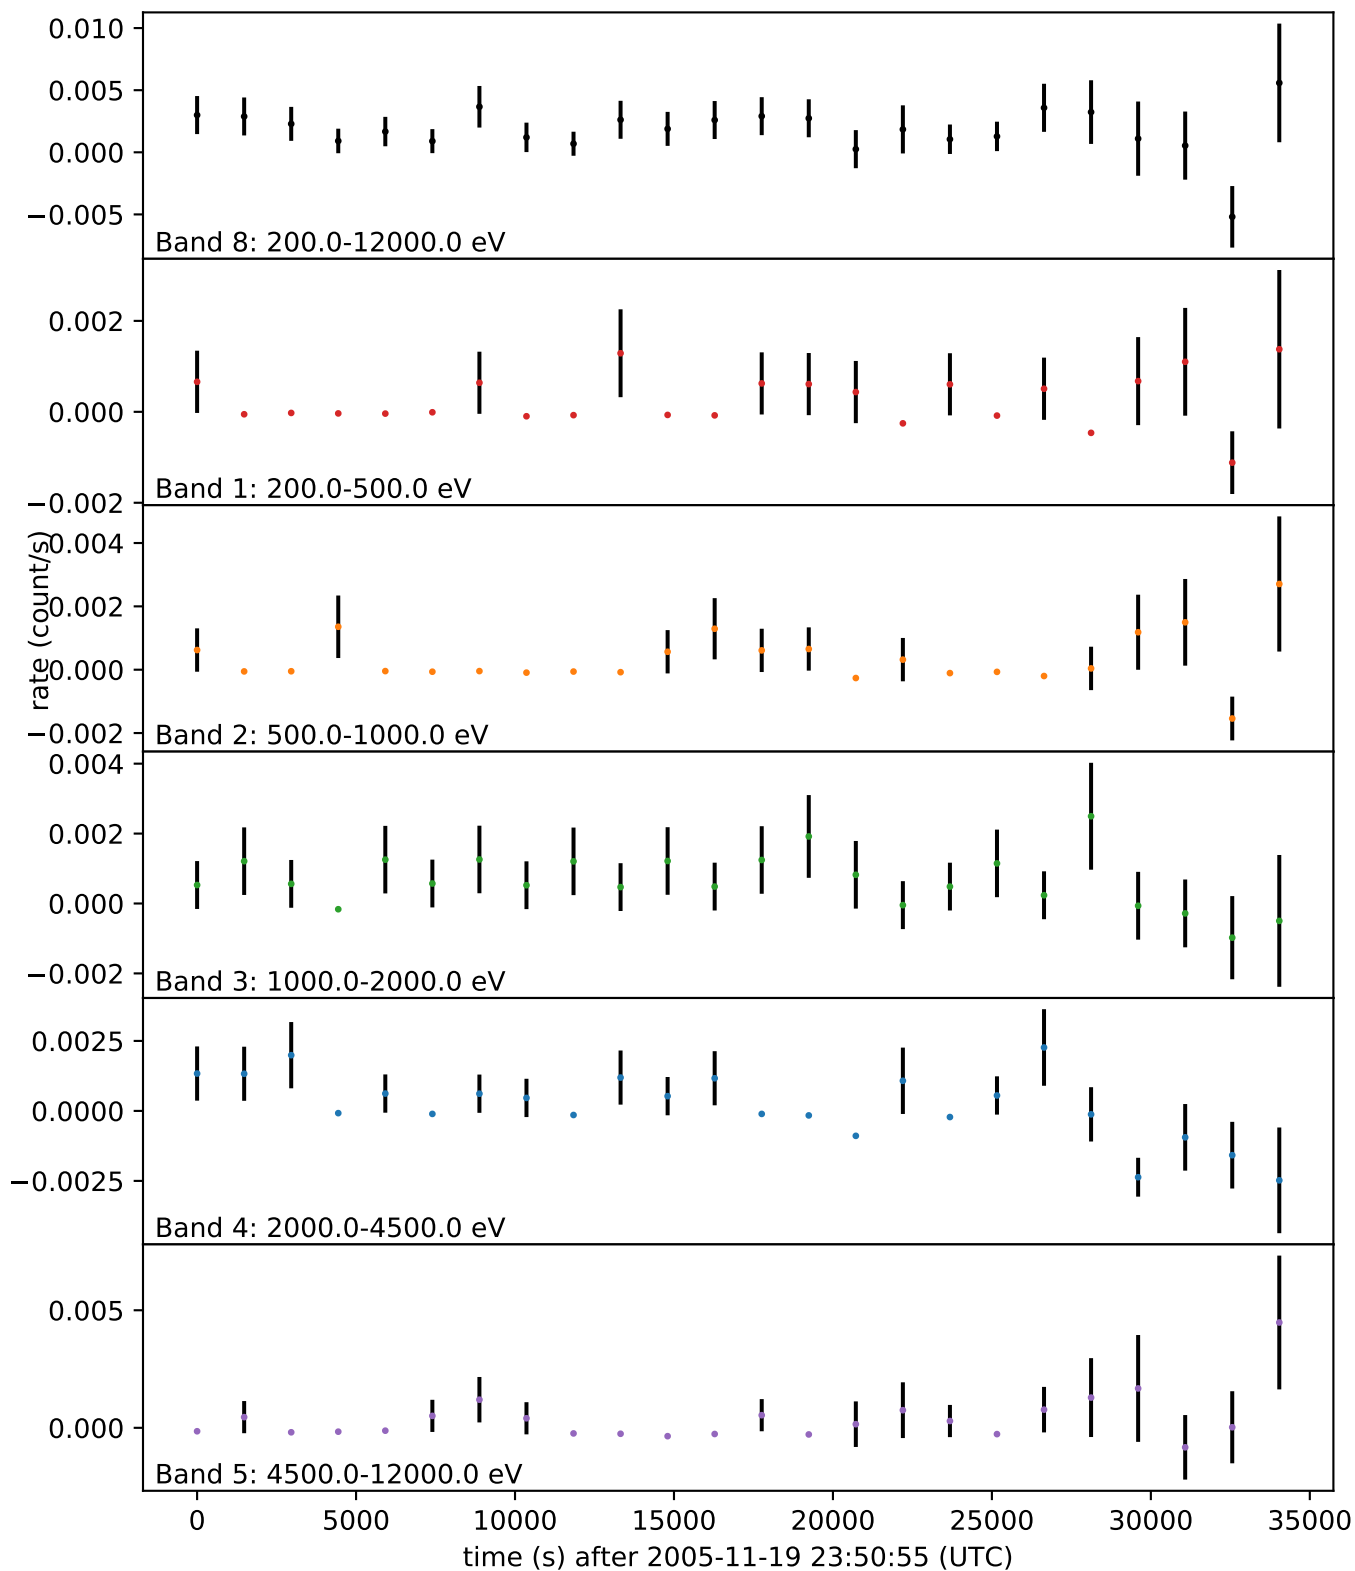 0.010
0.005
0.000
−0.005
Band 8: 200.0-12000.0 eV
0.002
0.000
−0.002
Band 1: 200.0-500.0 eV
rate (count/s)
0.004
0.002
0.000
−0.002
Band 2: 500.0-1000.0 eV
0.004
0.002
0.000
−0.002
Band 3: 1000.0-2000.0 eV
0.0025
0.0000
−0.0025
Band 4: 2000.0-4500.0 eV
0.005
0.000
Band 5: 4500.0-12000.0 eV
0 5000 10000 15000 20000 25000 30000 35000
time (s) after 2005-11-19 23:50:55 (UTC)